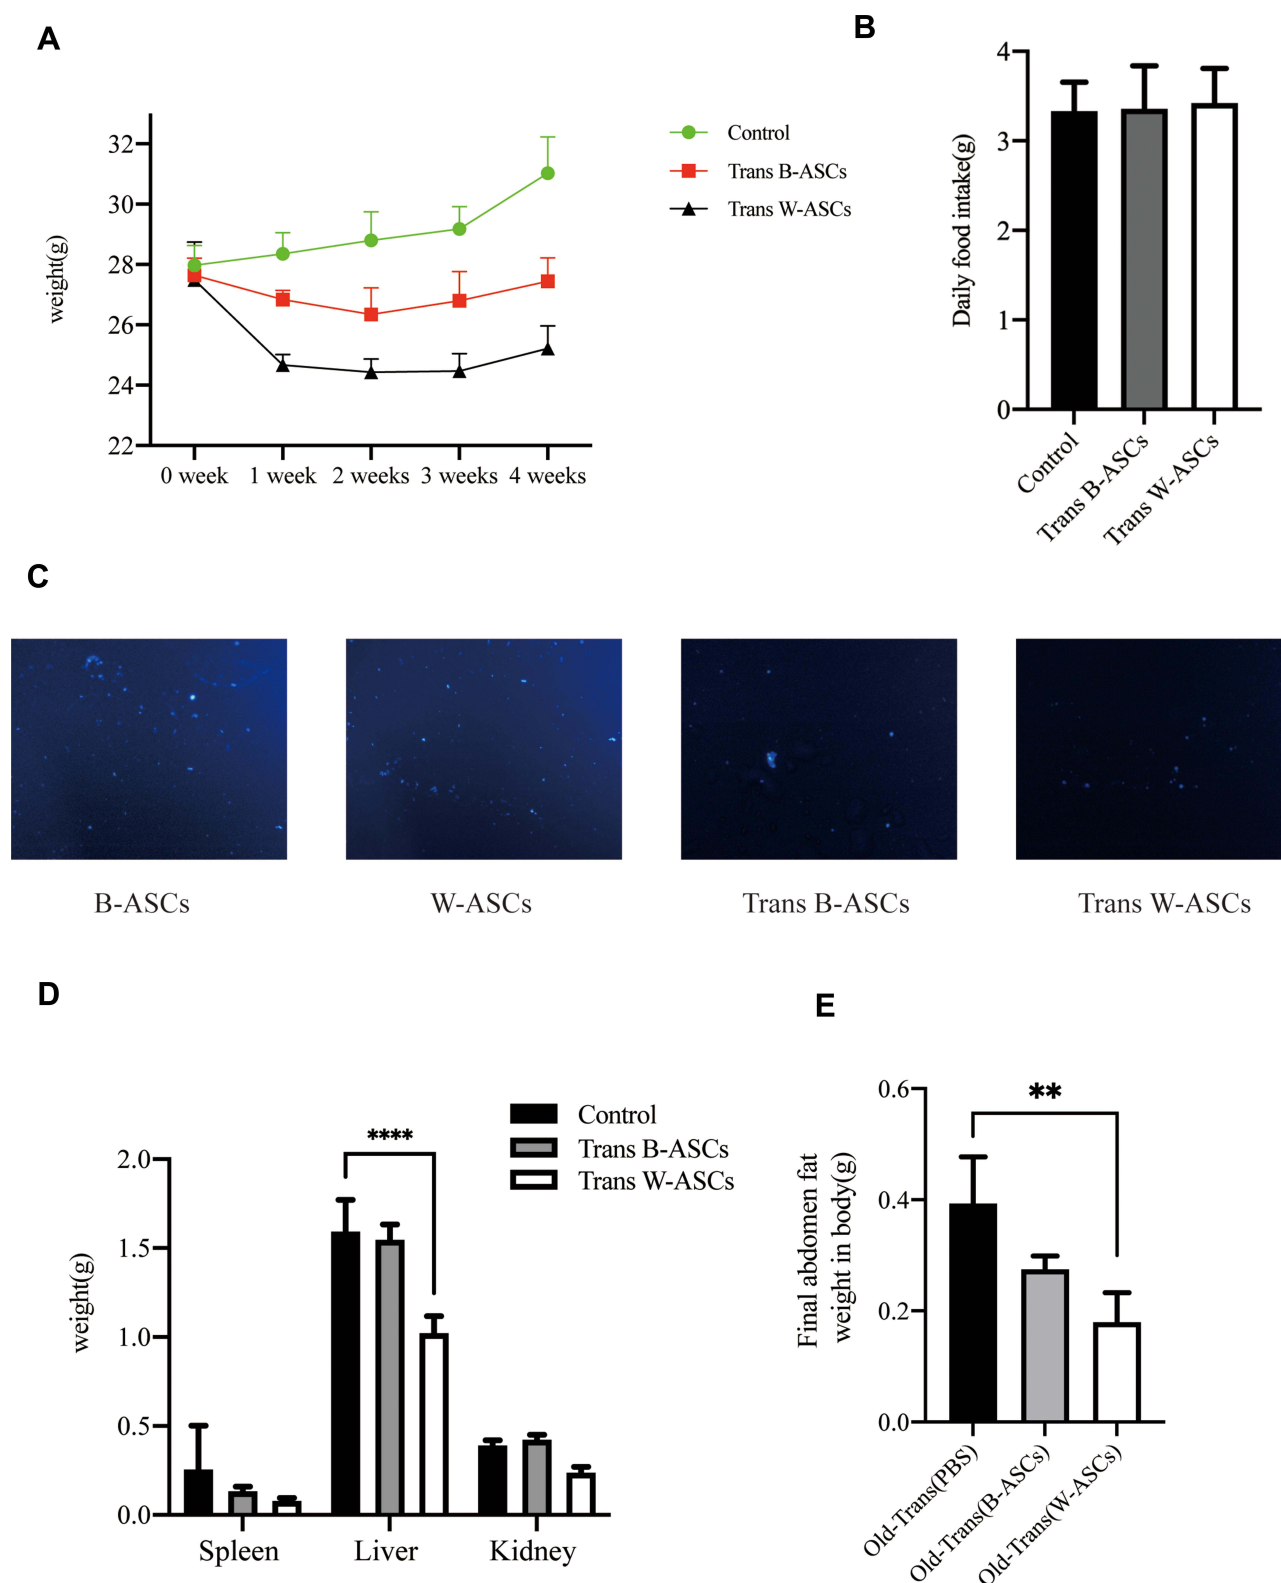 A
32
30
28
26
24
22
weight(g)
0 week 1 week 2 weeks 3 weeks 4 weeks
Control
Trans B-ASCs
Trans W-ASCs
B
4
3
2
1
0
Daily food intake(g)
Control
Trans B-ASCs
Trans W-ASCs
C
B-ASCs
W-ASCs
Trans B-ASCs
Trans W-ASCs
D
Control
Trans B-ASCs
Trans W-ASCs
****
2.0
1.5
1.0
0.5
0.0
weight(g)
Spleen Liver Kidney
E
**
0.6
0.4
0.2
0.0
Final abdomen fat
weight in body(g)
Old-Trans(PBS)
Old-Trans(B-ASCs)
Old-Trans(W-ASCs)